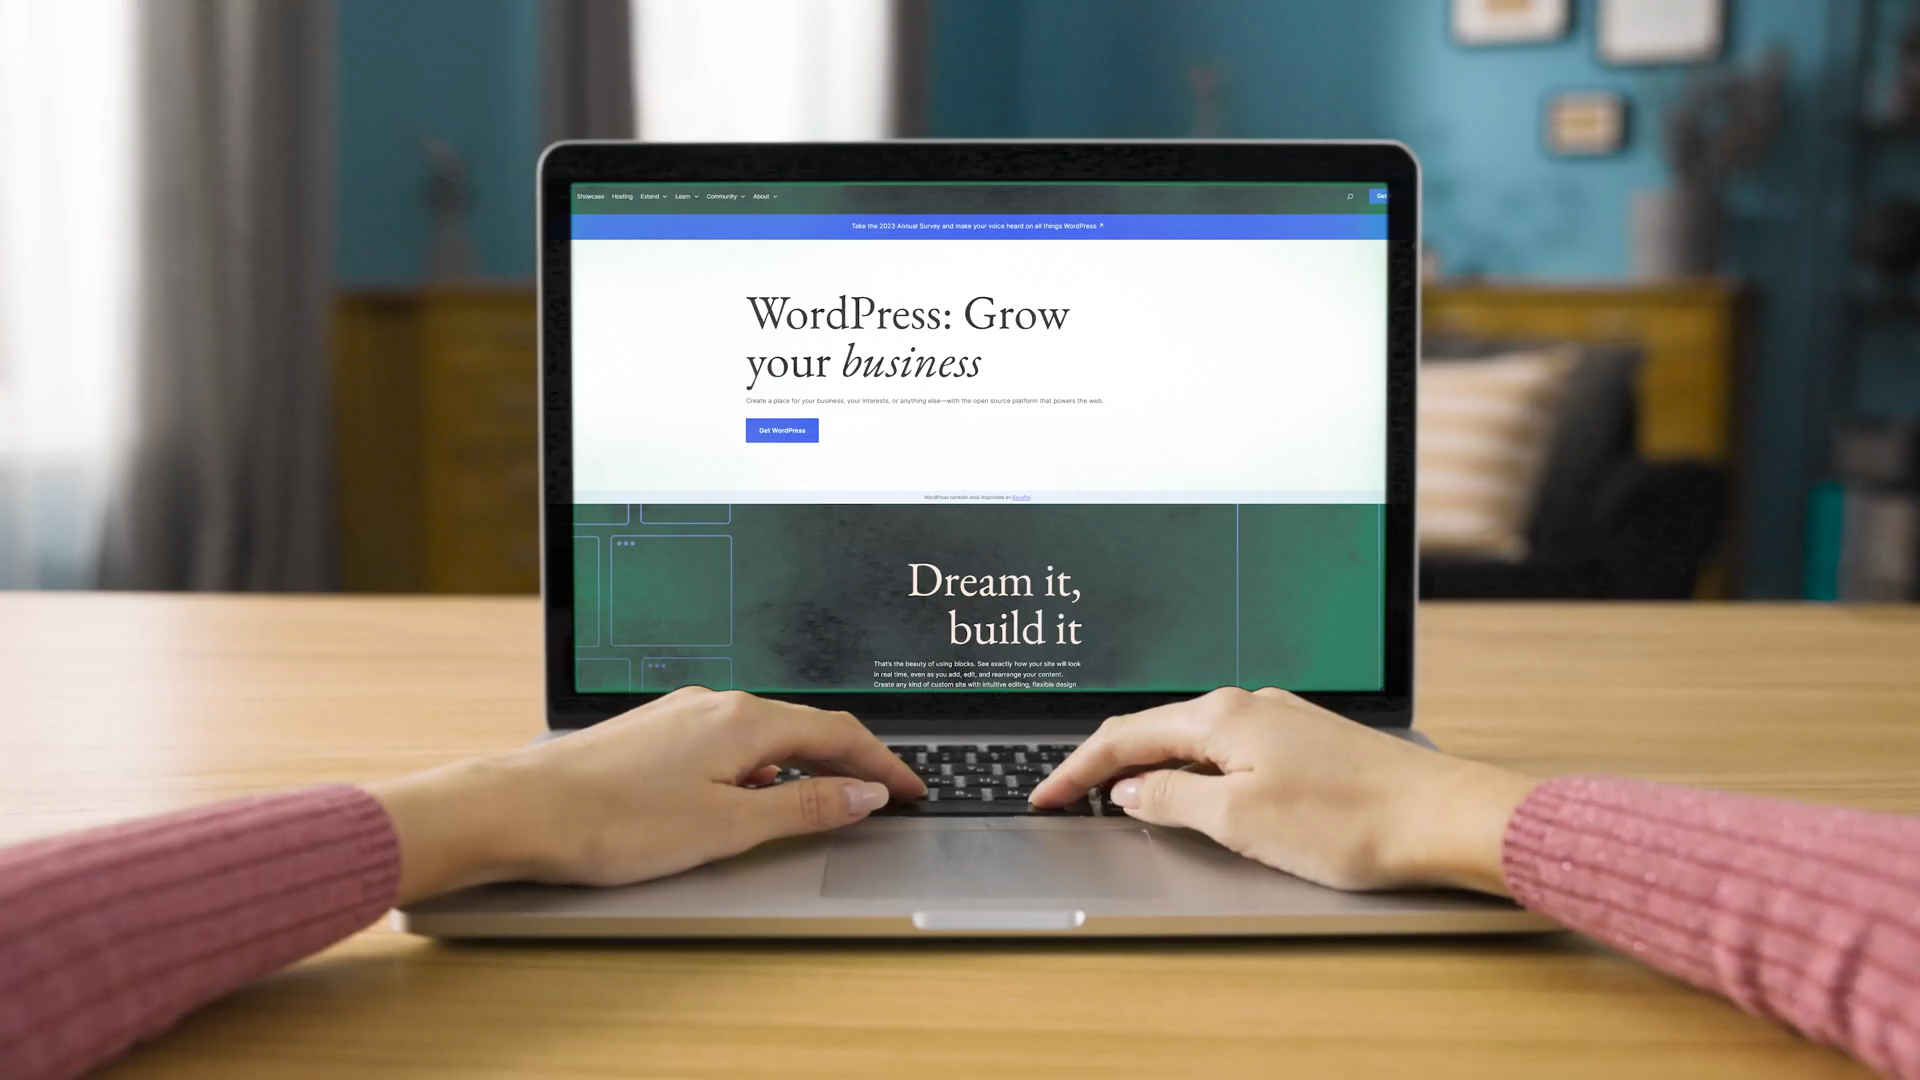 Showcase Hosting Extend Learn Community About
Get
Take the 2023 Annual Survey and make your voice heard on all things WordPress ↗
WordPress: Grow
your business
Create a place for your business, your interests, or anything else—with the open source platform that powers the web.
Get WordPress
WordPress también está disponible en Español.
Dream it,
build it
That's the beauty of using blocks. See exactly how your site will look
in real time, even as you add, edit, and rearrange your content.
Create any kind of custom site with intuitive editing, flexible design